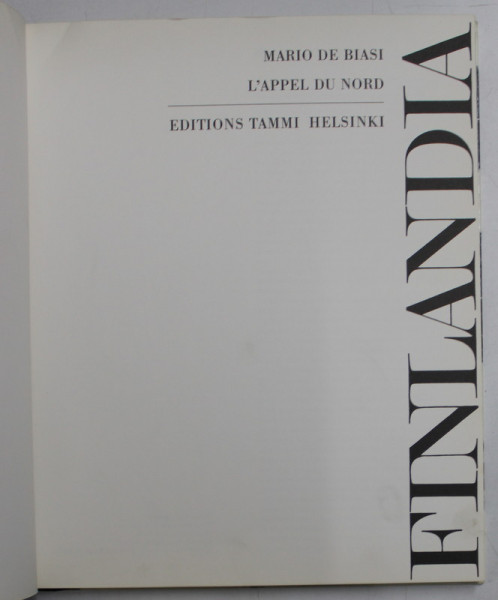 MARIO DE BIASI
L'APPEL DU NORD
EDITIONS TAMMI HELSINKI
FINLANDIA